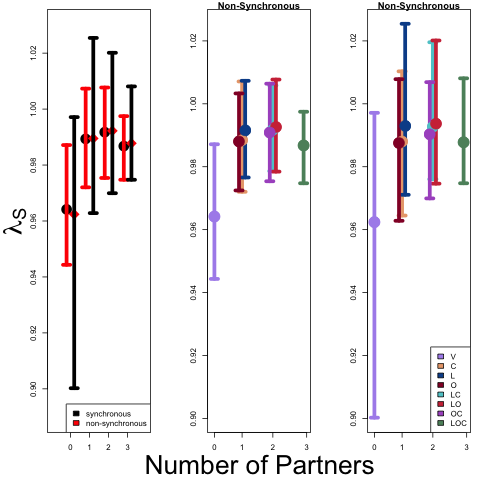 Non-Synchronous
Non-Synchronous
λS
1.02
1.00
0.98
0.96
0.94
0.92
0.90
synchronous
non-synchronous
0 1 2 3
1.02
1.00
0.98
0.96
0.94
0.92
0.90
0 1 2 3
1.02
1.00
0.98
0.96
0.94
0.92
0.90
V
C
L
O
LC
LO
OC
LOC
0 1 2 3
Number of Partners